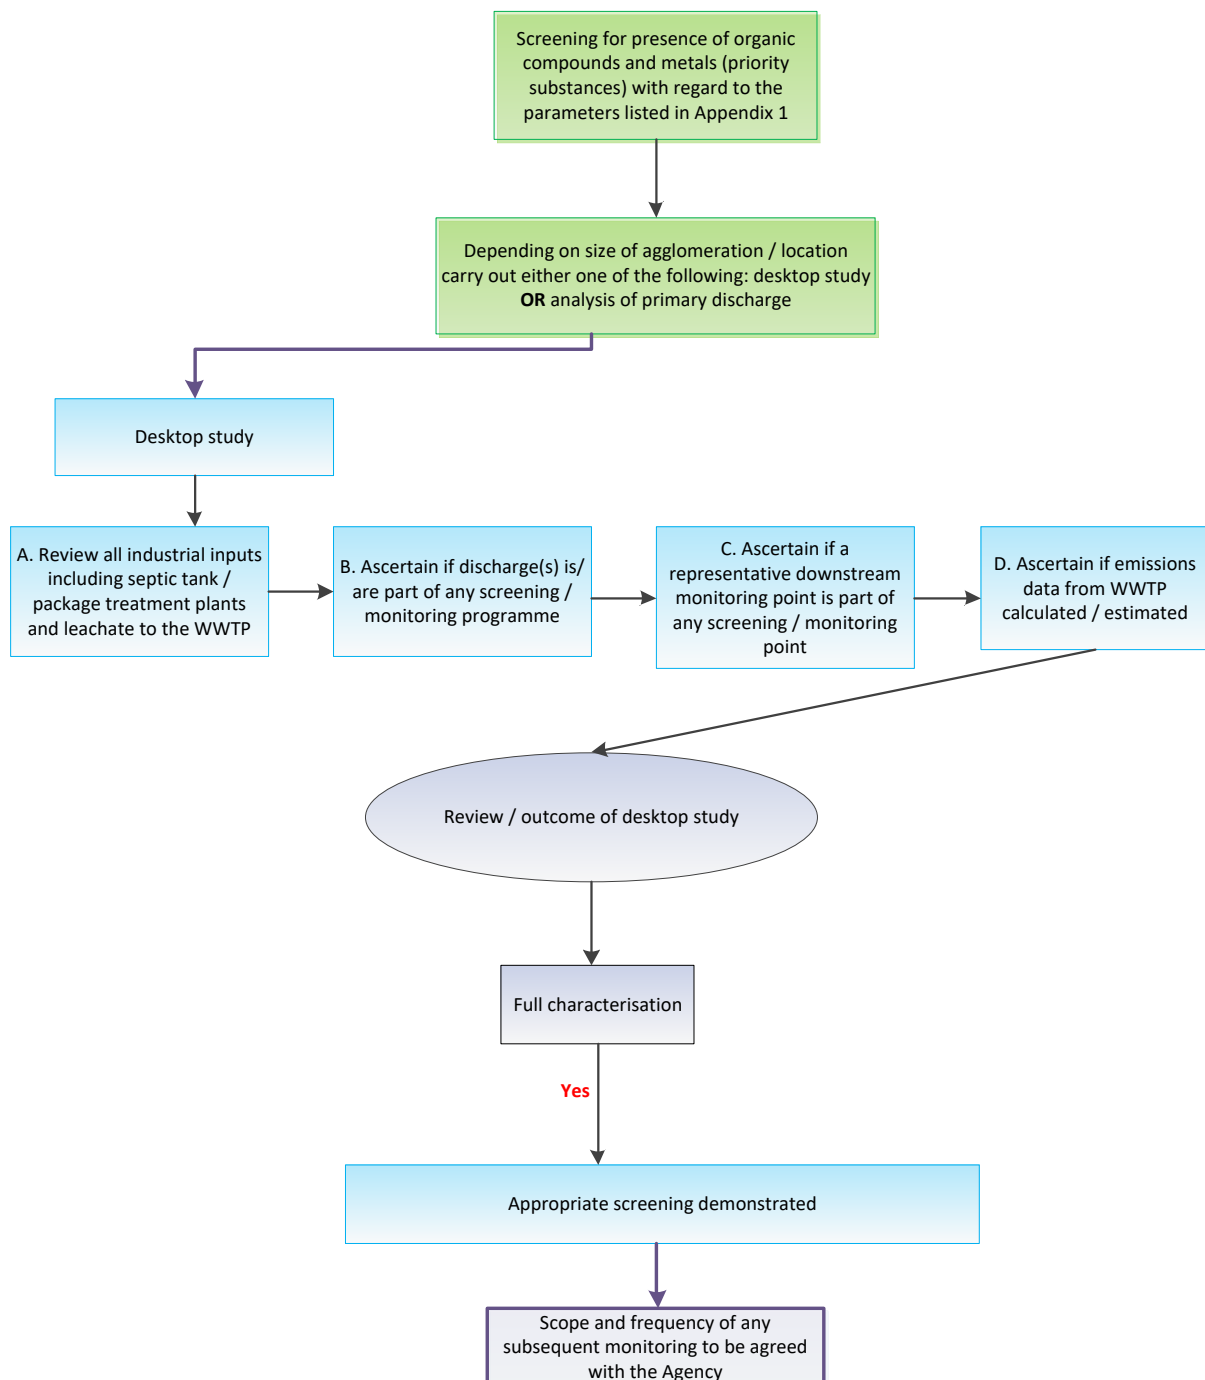 Screening for presence of organic
compounds and metals (priority
substances) with regard to the
parameters listed in Appendix 1
Depending on size of agglomeration / location
carry out either one of the following: desktop study
OR analysis of primary discharge
Desktop study
A. Review all industrial inputs
including septic tank /
package treatment plants
and leachate to the WWTP
B. Ascertain if discharge(s) is/
are part of any screening /
monitoring programme
C. Ascertain if a
representative downstream
monitoring point is part of
any screening / monitoring
point
D. Ascertain if emissions
data from WWTP
calculated / estimated
Review / outcome of desktop study
Full characterisation
Yes
Appropriate screening demonstrated
Scope and frequency of any
subsequent monitoring to be agreed
with the Agency